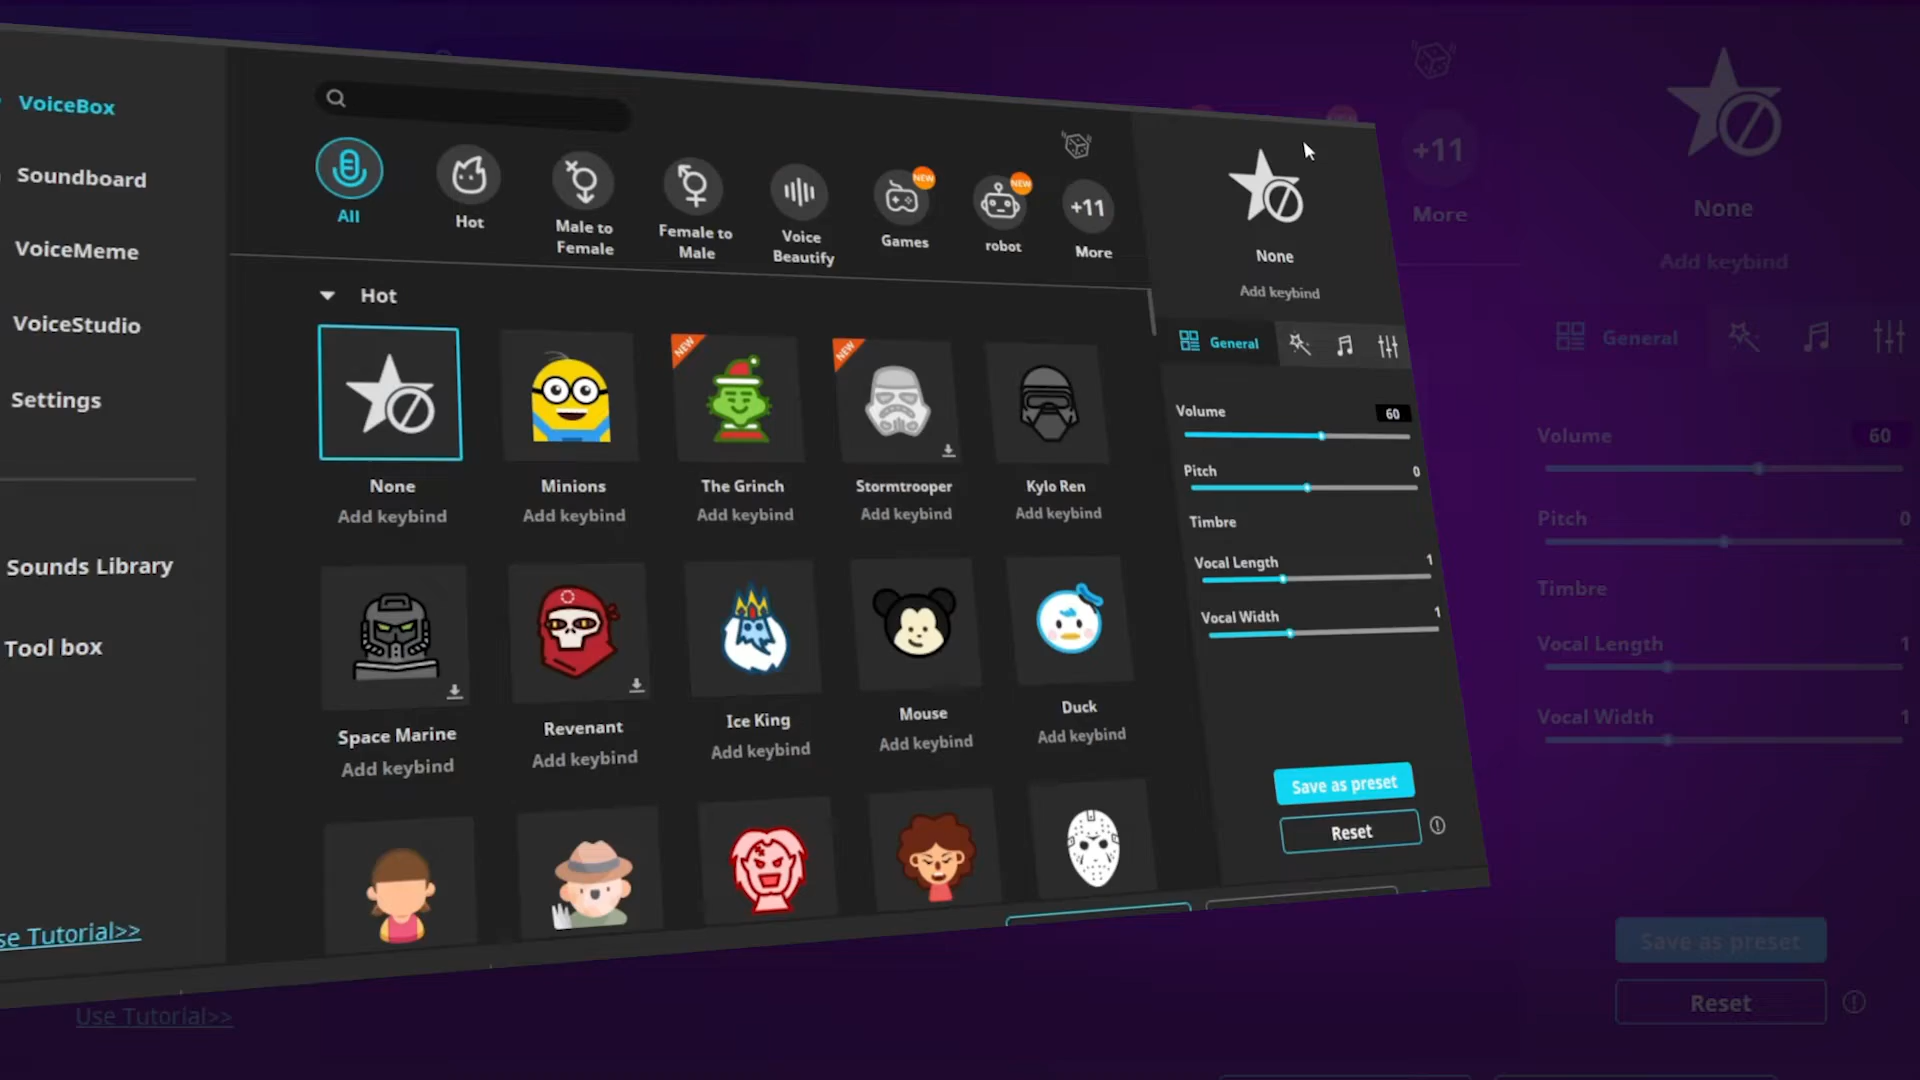 VoiceBox
Soundboard
VoiceMeme
VoiceStudio
Settings
Sounds Library
Tool box
se Tutorial>>
All
Hot
Male to
Female
Female to
Male
Voice
Beautify
NEW
Games
NEW
robot
+11
More
Hot
None
Add keybind
Minions
Add keybind
NEW
The Grinch
Add keybind
NEW
Stormtrooper
Add keybind
Kylo Ren
Add keybind
Space Marine
Add keybind
Revenant
Add keybind
Ice King
Add keybind
Mouse
Add keybind
Duck
Add keybind
None
Add keybind
General
Volume
60
Pitch
0
Timbre
Vocal Length
1
Vocal Width
1
Save as preset
Reset
+11
More
None
Add keybind
General
Volume
60
Pitch
0
Timbre
Vocal Length
1
Vocal Width
1
Save as preset
Reset
Use Tutorial>>